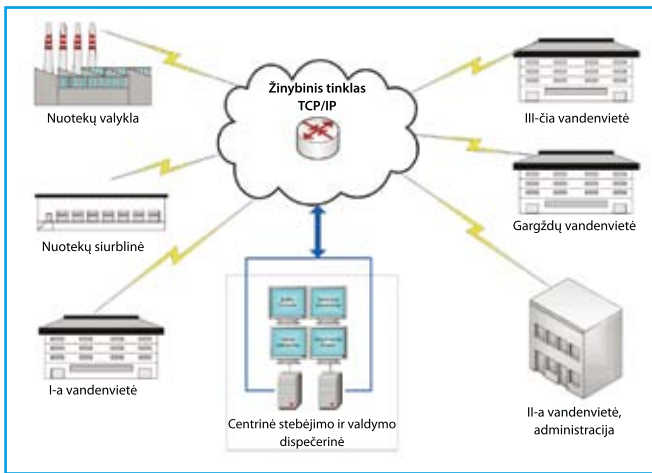 Žinybinis tinklas
TCP/IP
Nuotekų valykla
III-čia vandenvietė
Nuotekų siurblinė
Gargždų vandenvietė
I-a vandenvietė
Centrinė stebėjimo ir valdymo
dispečerinė
II-a vandenvietė,
administracija